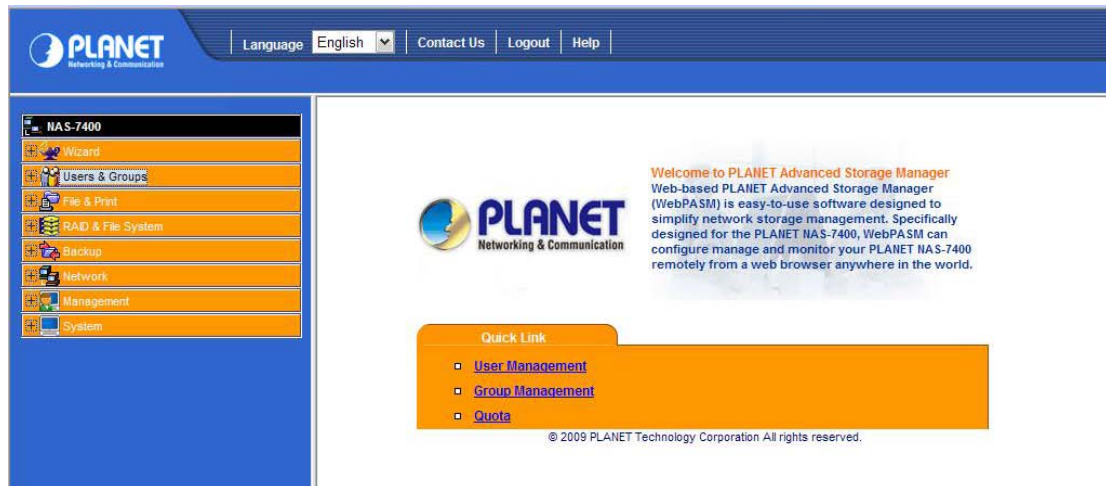 PLANET
Networking & Communication
Language English Contact Us Logout Help
NAS-7400
Wizard
Users & Groups
File & Print
RAID & File System
Backup
Network
Management
System
PLANET
Networking & Communication
Welcome to PLANET Advanced Storage Manager
Web-based PLANET Advanced Storage Manager
(WebPASM) is easy-to-use software designed to
simplify network storage management. Specifically
designed for the PLANET NAS-7400, WebPASM can
configure manage and monitor your PLANET NAS-7400
remotely from a web browser anywhere in the world.
Quick Link
User Management
Group Management
Quota
© 2009 PLANET Technology Corporation All rights reserved.